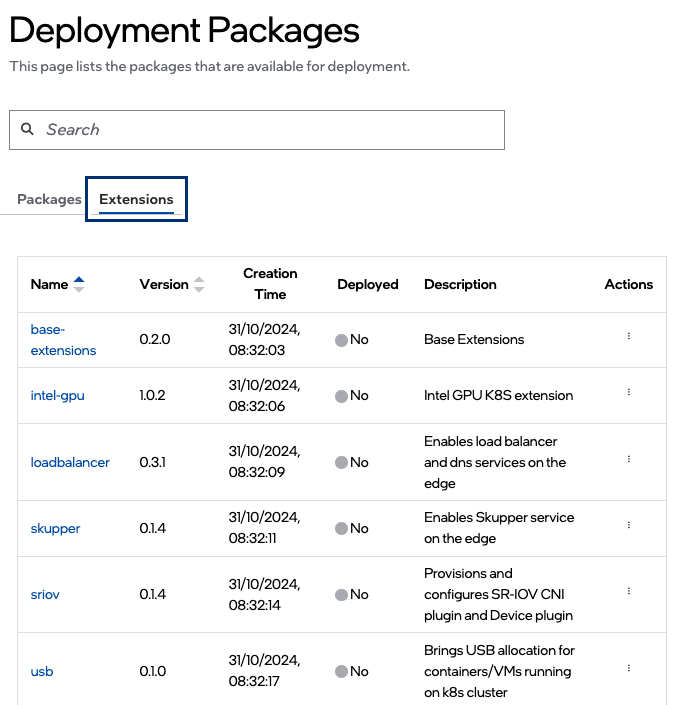 Deployment Packages
This page lists the packages that are available for deployment.
Search
Packages Extensions
Name Version Creation Time Deployed Description Actions
base-
extensions
0.2.0
31/10/2024,
08:32:03
No
Base Extensions
intel-gpu
1.0.2
31/10/2024,
08:32:06
No
Intel GPU K8S extension
loadbalancer
0.3.1
31/10/2024,
08:32:09
No
Enables load balancer
and dns services on the
edge
skupper
0.1.4
31/10/2024,
08:32:11
No
Enables Skupper service
on the edge
sriov
0.1.4
31/10/2024,
08:32:14
No
Provisions and
configures SR-IOV CNI
plugin and Device plugin
usb
0.1.0
31/10/2024,
08:32:17
No
Brings USB allocation for
containers/VMs running
on k8s cluster